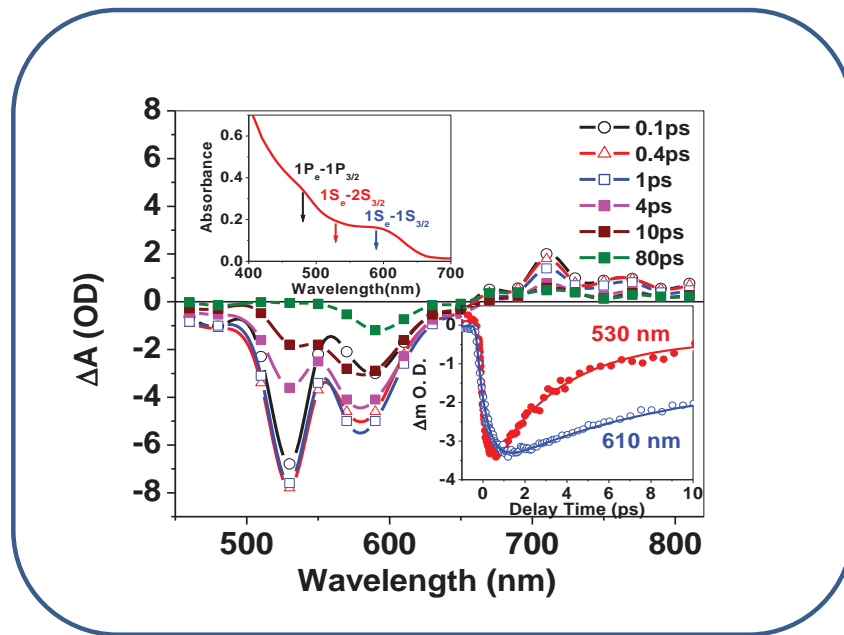 8
6
4
2
0
-2
-4
-6
-8
ΔA (OD)
500
600
700
800
Wavelength (nm)
0.1ps
0.4ps
1ps
4ps
10ps
80ps
0.6
0.4
0.2
0.0
Absorbance
400
500
600
700
Wavelength(nm)
1Pe-1P3/2
1Se-2S3/2
1Se-1S3/2
0
-1
-2
-3
-4
Δm O. D.
530 nm
610 nm
0
2
4
6
8
10
Delay Time (ps)